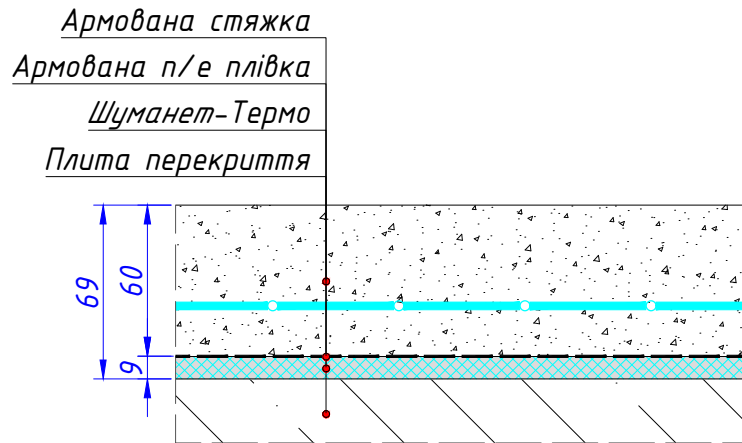 Армована стяжка
Армована п/е плівка
Шуманет-Термо
Плита перекриття
69
60
9